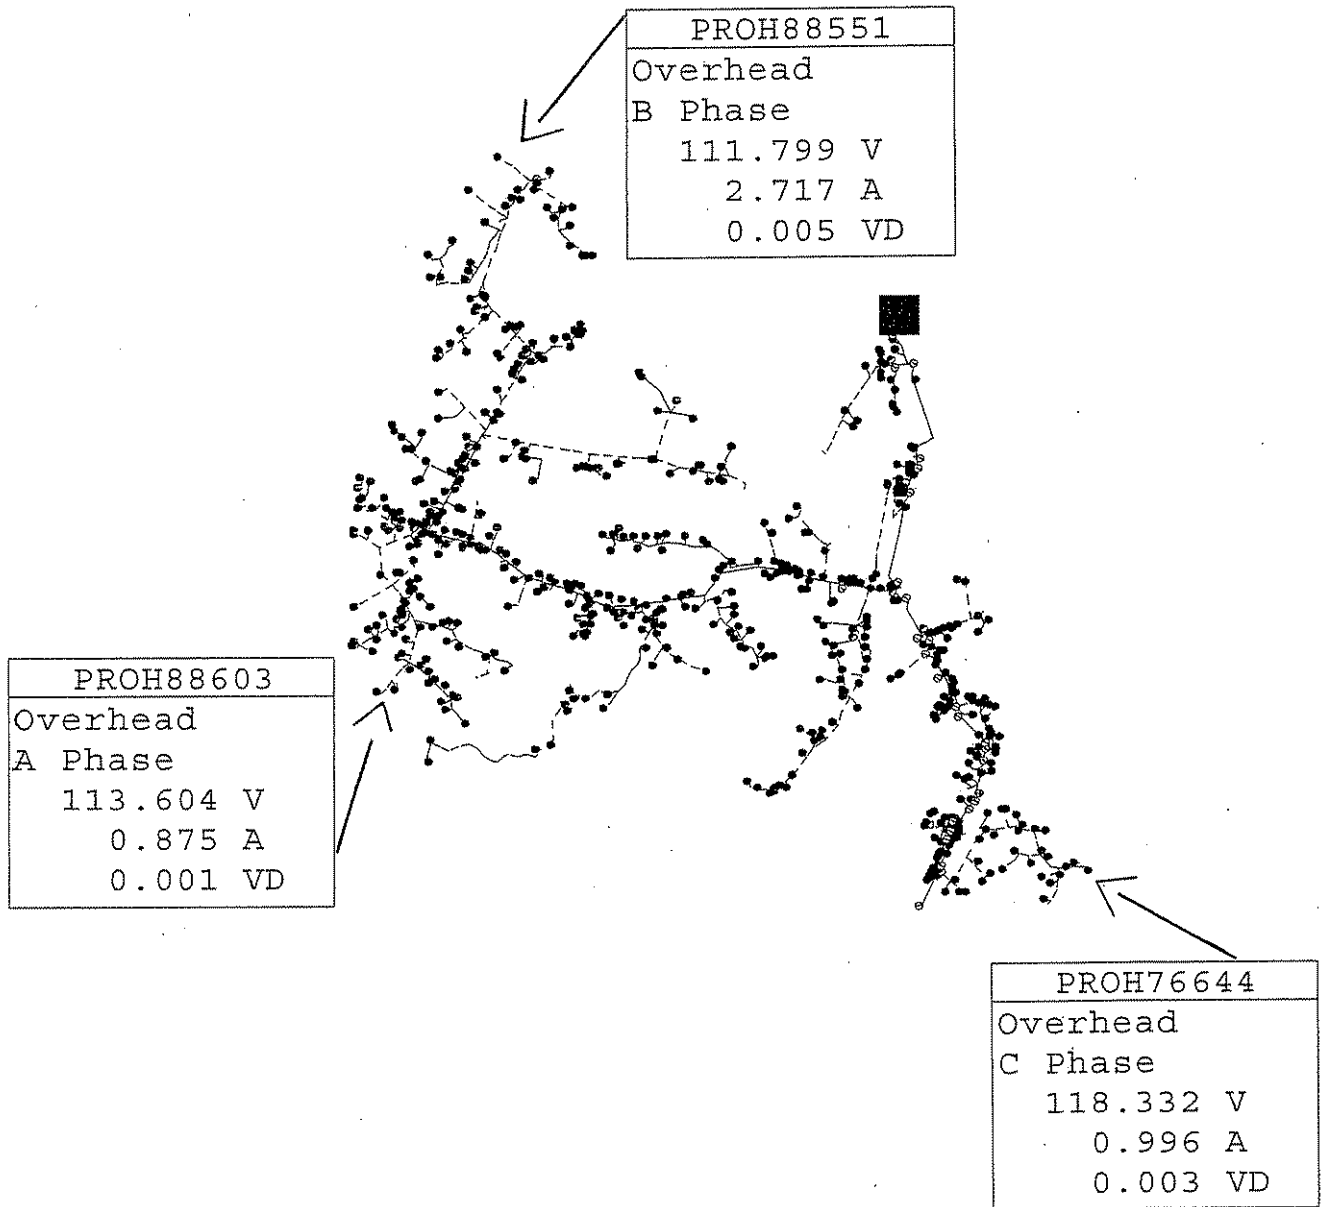 PROH88551
Overhead
B Phase
111.799 V
2.717 A
0.005 VD
PROH88603
Overhead
A Phase
113.604 V
0.875 A
0.001 VD
PROH76644
Overhead
C Phase
118.332 V
0.996 A
0.003 VD